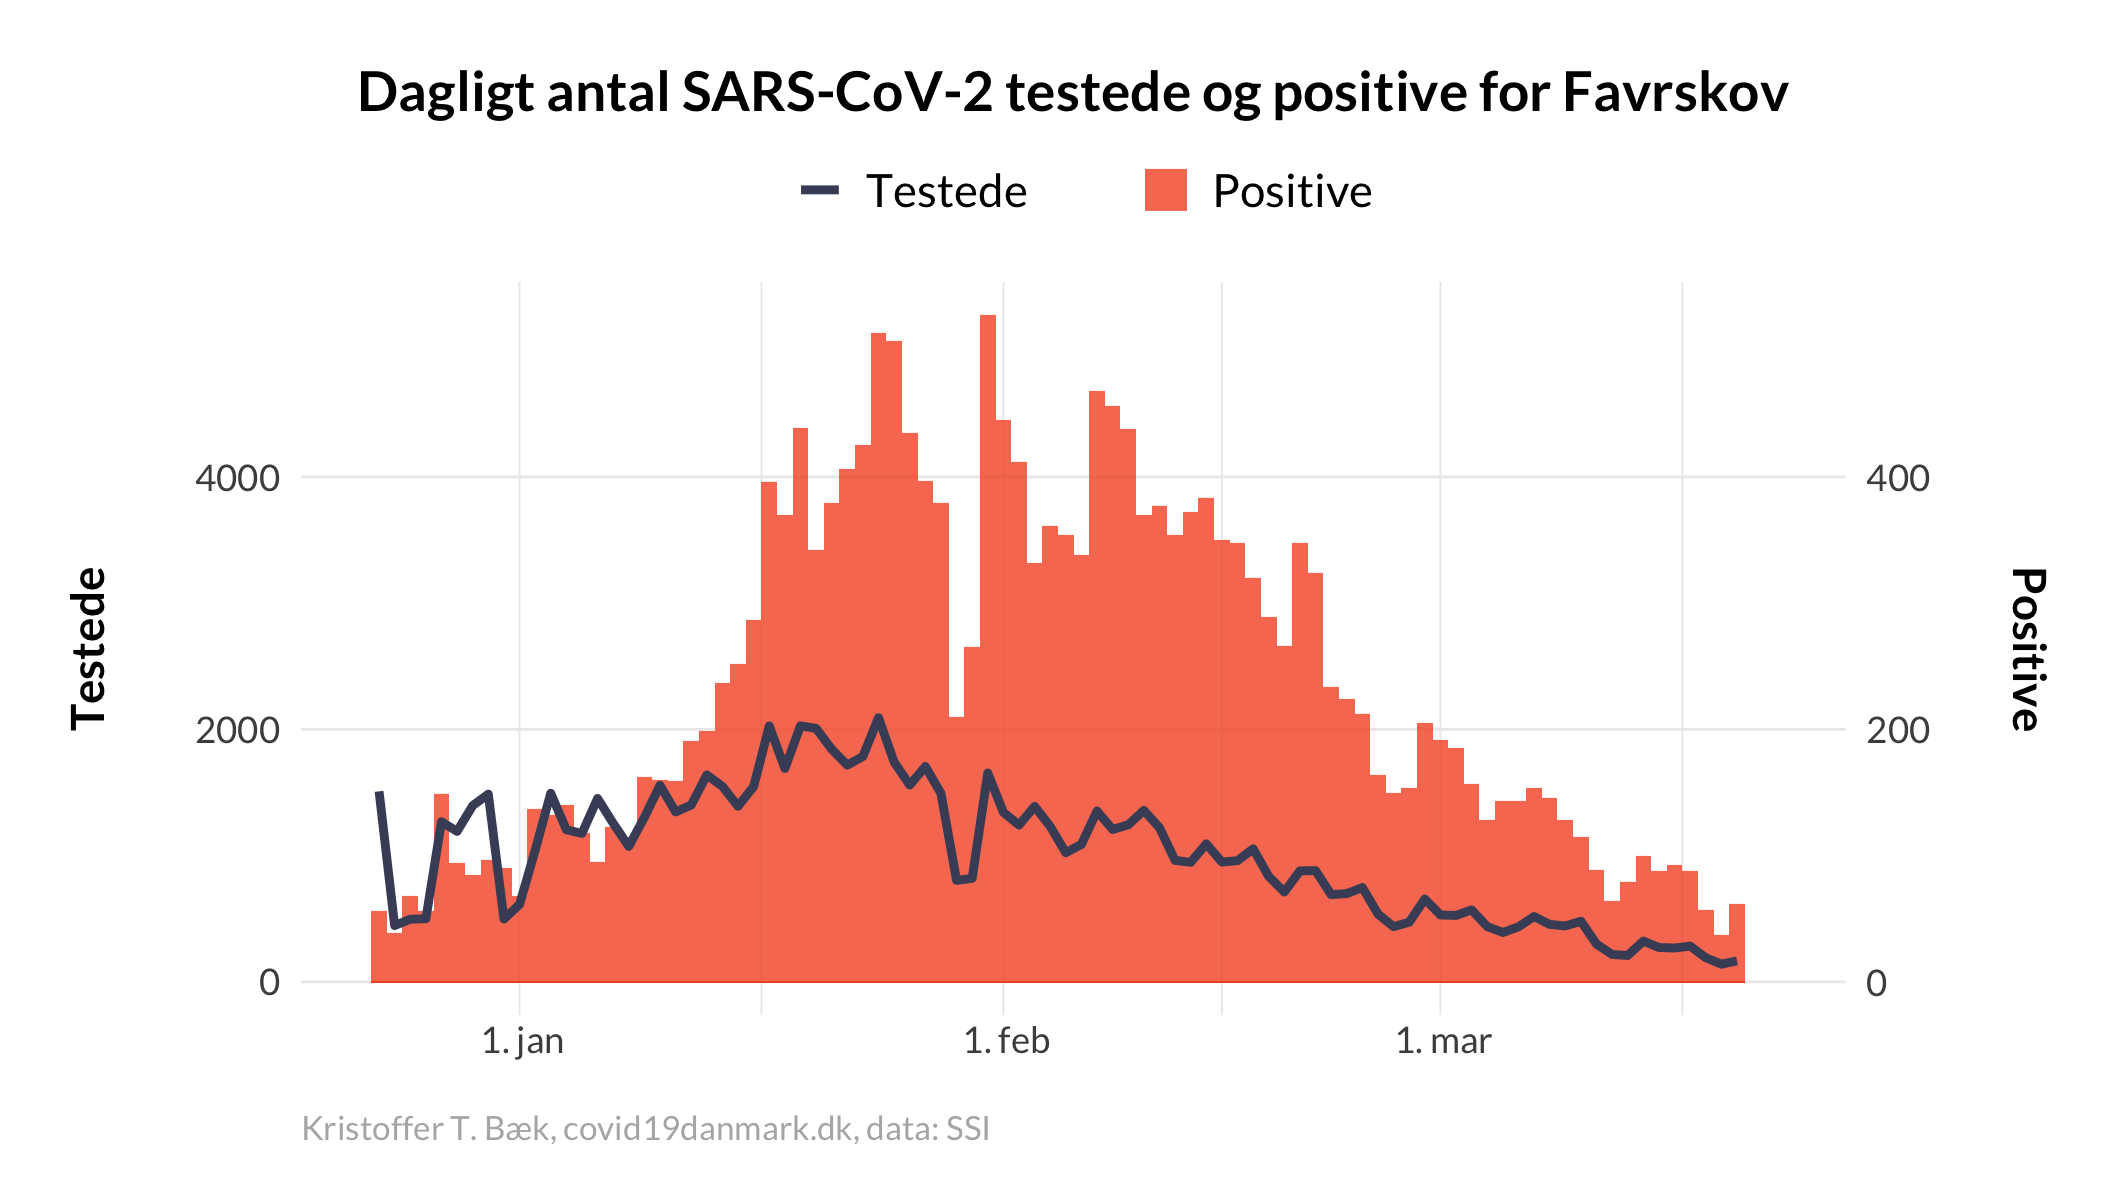 Dagligt antal SARS-CoV-2 testede og positive for Favrskov
Testede
Positive
4000
2000
0
400
200
0
Testede
Positive
1. jan
1. feb
1. mar
Kristoffer T. Bæk, covid19danmark.dk, data: SSI